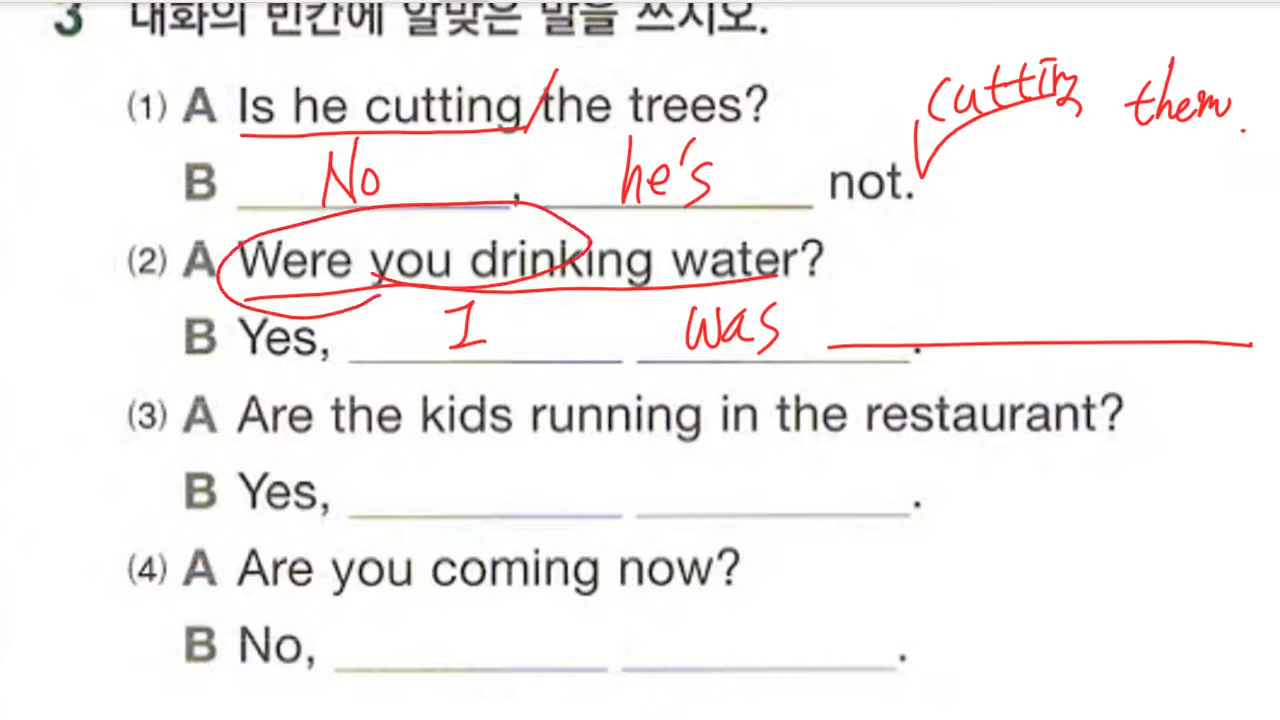 3 대화의 빈칸에 알맞은 말을 쓰시오.
(1) A Is he cutting / the trees?
cutting them.
B No, he's not.
(2) A Were you drinking water?
B Yes, I was.
(3) A Are the kids running in the restaurant?
B Yes, .
(4) A Are you coming now?
B No, .